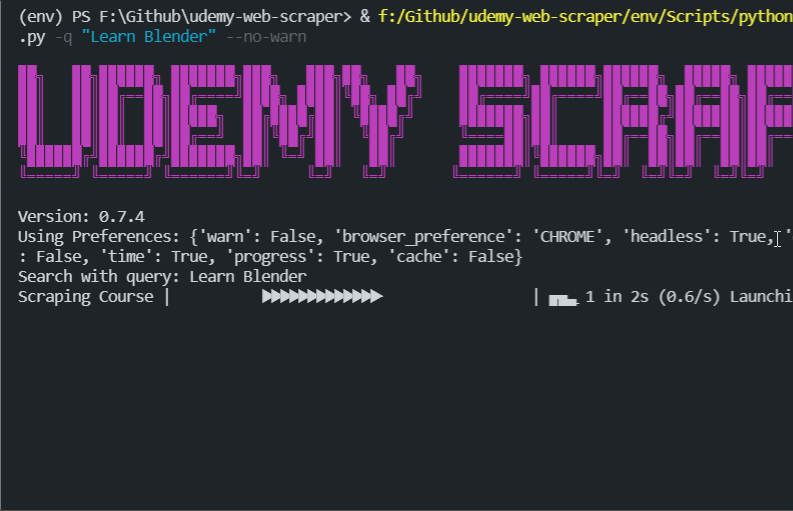 (env) PS F:\Github\udemy-web-scraper> & f:/Github/udemy-web-scraper/env/Scripts/python
.py -q "Learn Blender" --no-warn
UDEMY SCRAP
Version: 0.7.4
Using Preferences: {'warn': False, 'browser_preference': 'CHROME', 'headless': True, '
: False, 'time': True, 'progress': True, 'cache': False}
Search with query: Learn Blender
Scraping Course | | 1 in 2s (0.6/s) Launchi